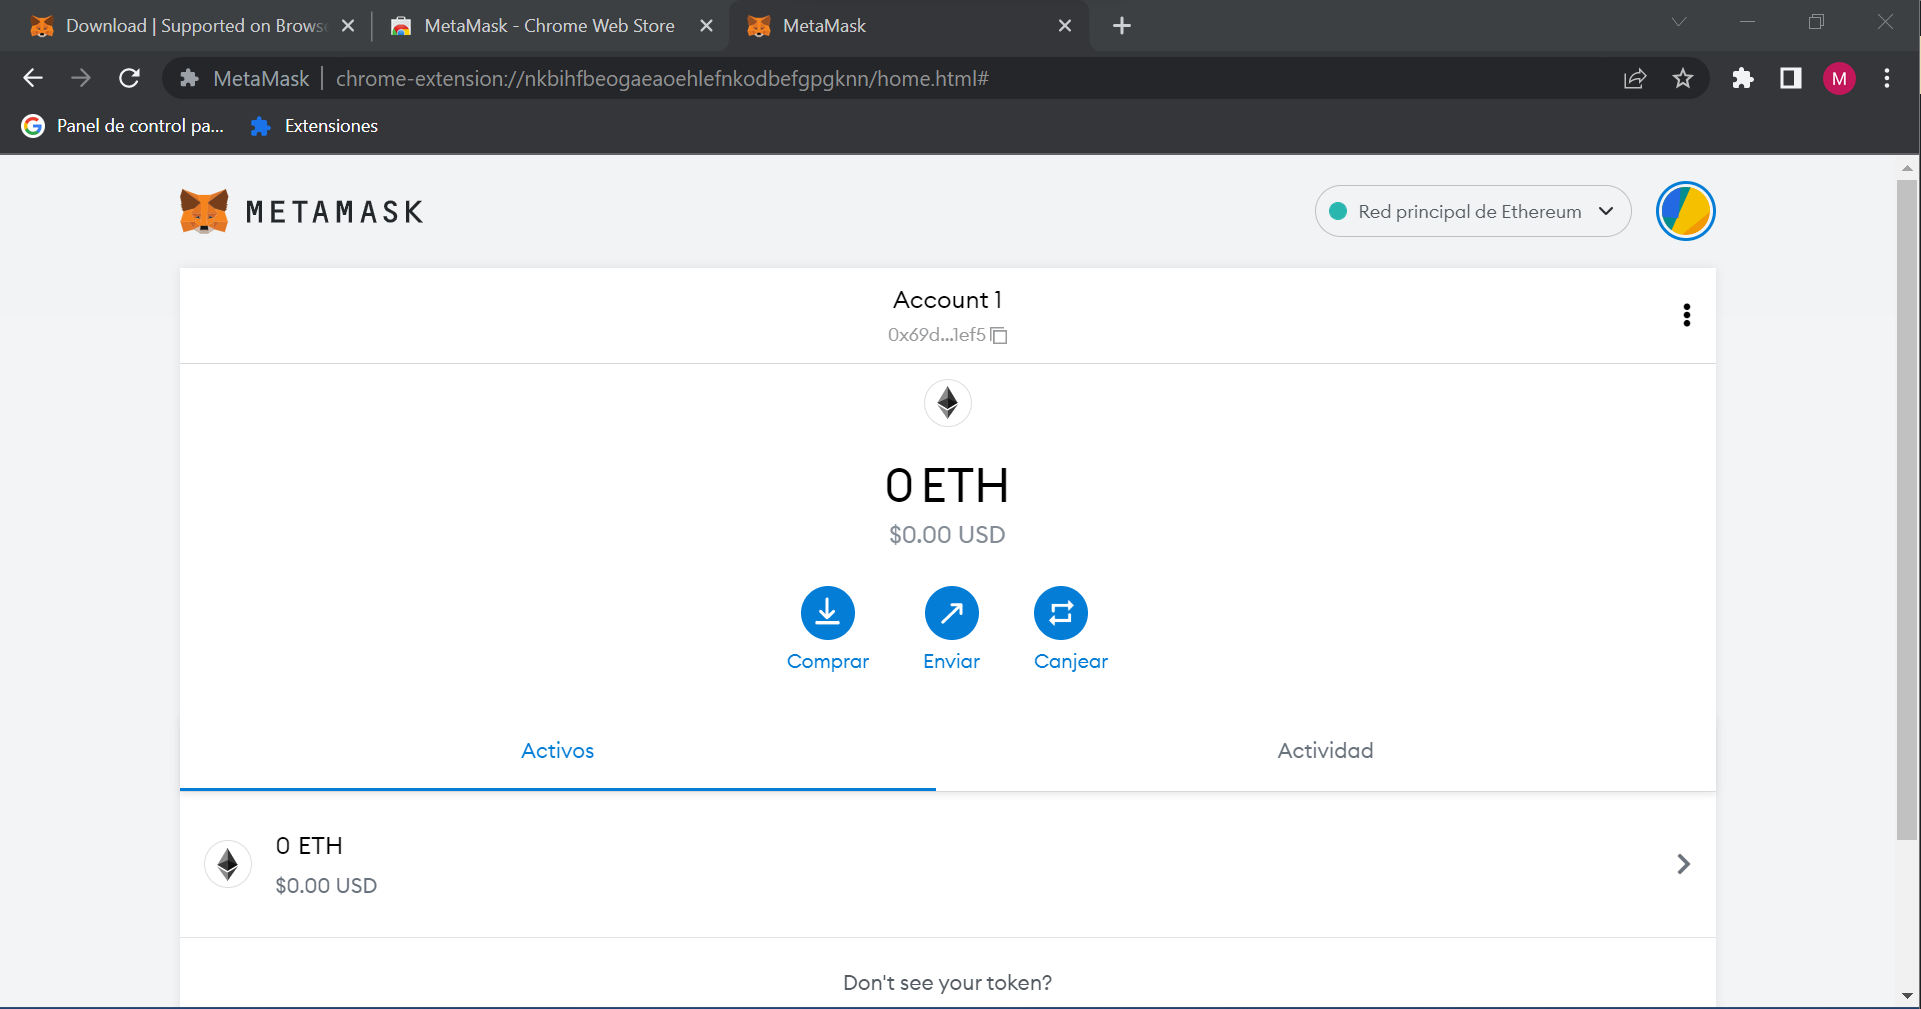 Download | Supported on Brows
MetaMask - Chrome Web Store
MetaMask
MetaMask | chrome-extension://nkbihfbeogaeaoehlefnkodbefgpgknn/home.html#
M
Panel de control pa...
Extensiones
METAMASK
Red principal de Ethereum
Account 1
0x69d...1ef5
0 ETH
$0.00 USD
Comprar
Enviar
Canjear
Activos
Actividad
0 ETH
$0.00 USD
Don't see your token?